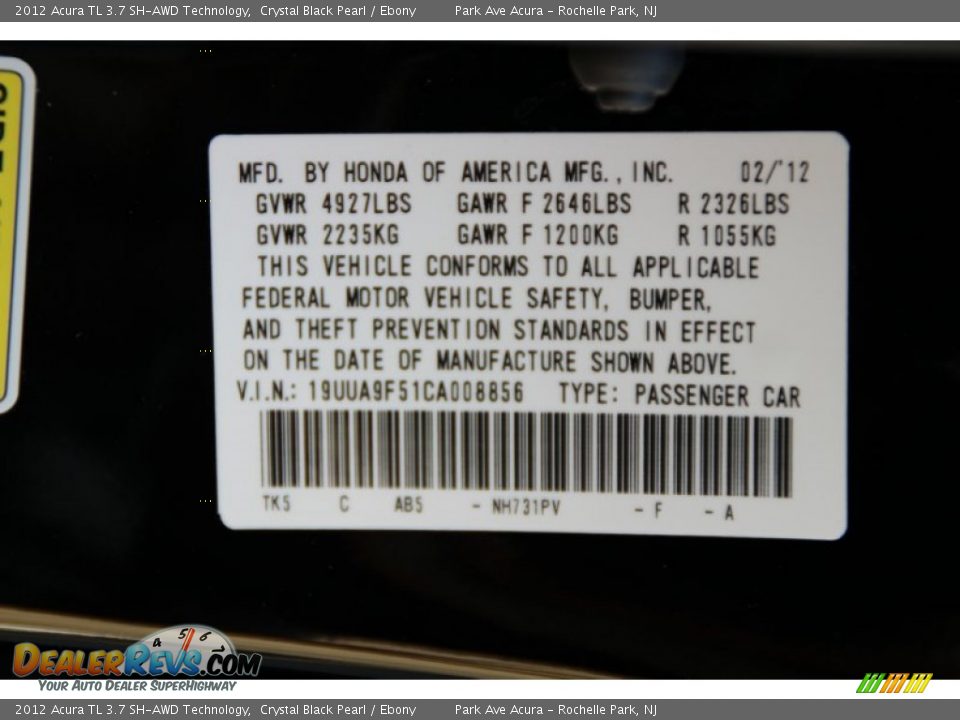 2012 Acura TL 3.7 SH-AWD Technology,  Crystal Black Pearl / Ebony          Park Ave Acura - Rochelle Park, NJ
MFD. BY HONDA OF AMERICA MFG., INC. 02/'12
GVWR 4927LBS GAWR F 2646LBS R 2326LBS
GVWR 2235KG GAWR F 1200KG R 1055KG
THIS VEHICLE CONFORMS TO ALL APPLICABLE
FEDERAL MOTOR VEHICLE SAFETY, BUMPER,
AND THEFT PREVENTION STANDARDS IN EFFECT
ON THE DATE OF MANUFACTURE SHOWN ABOVE.
V.I.N.: 19UUA9F51CA008856 TYPE: PASSENGER CAR
TK5 C AB5 - NH731PV - F - A
4 5 6
DEALERREVS.COM
YOUR AUTO DEALER SUPERHIGHWAY
2012 Acura TL 3.7 SH-AWD Technology,  Crystal Black Pearl / Ebony          Park Ave Acura - Rochelle Park, NJ